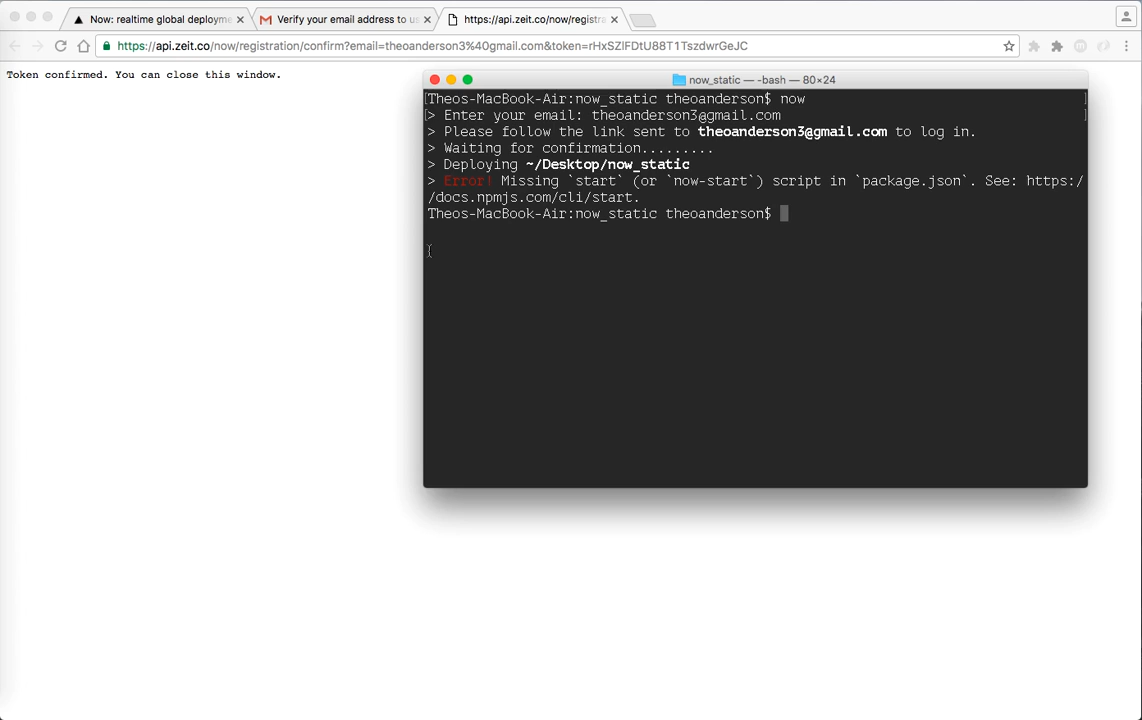 Now: realtime global deployme
Verify your email address to us
https://api.zeit.co/now/registra
https://api.zeit.co/now/registration/confirm?email=theoanderson3%40gmail.com&token=rHxSZlFDtU88T1TszdwrGeJC
Token confirmed. You can close this window.
now_static — -bash — 80×24
[Theos-MacBook-Air:now_static theoanderson$ now ]
[> Enter your email: theoanderson3@gmail.com ]
> Please follow the link sent to theoanderson3@gmail.com to log in.
> Waiting for confirmation.........
> Deploying ~/Desktop/now_static
> Error! Missing `start` (or `now-start`) script in `package.json`. See: https:/
/docs.npmjs.com/cli/start.
Theos-MacBook-Air:now_static theoanderson$